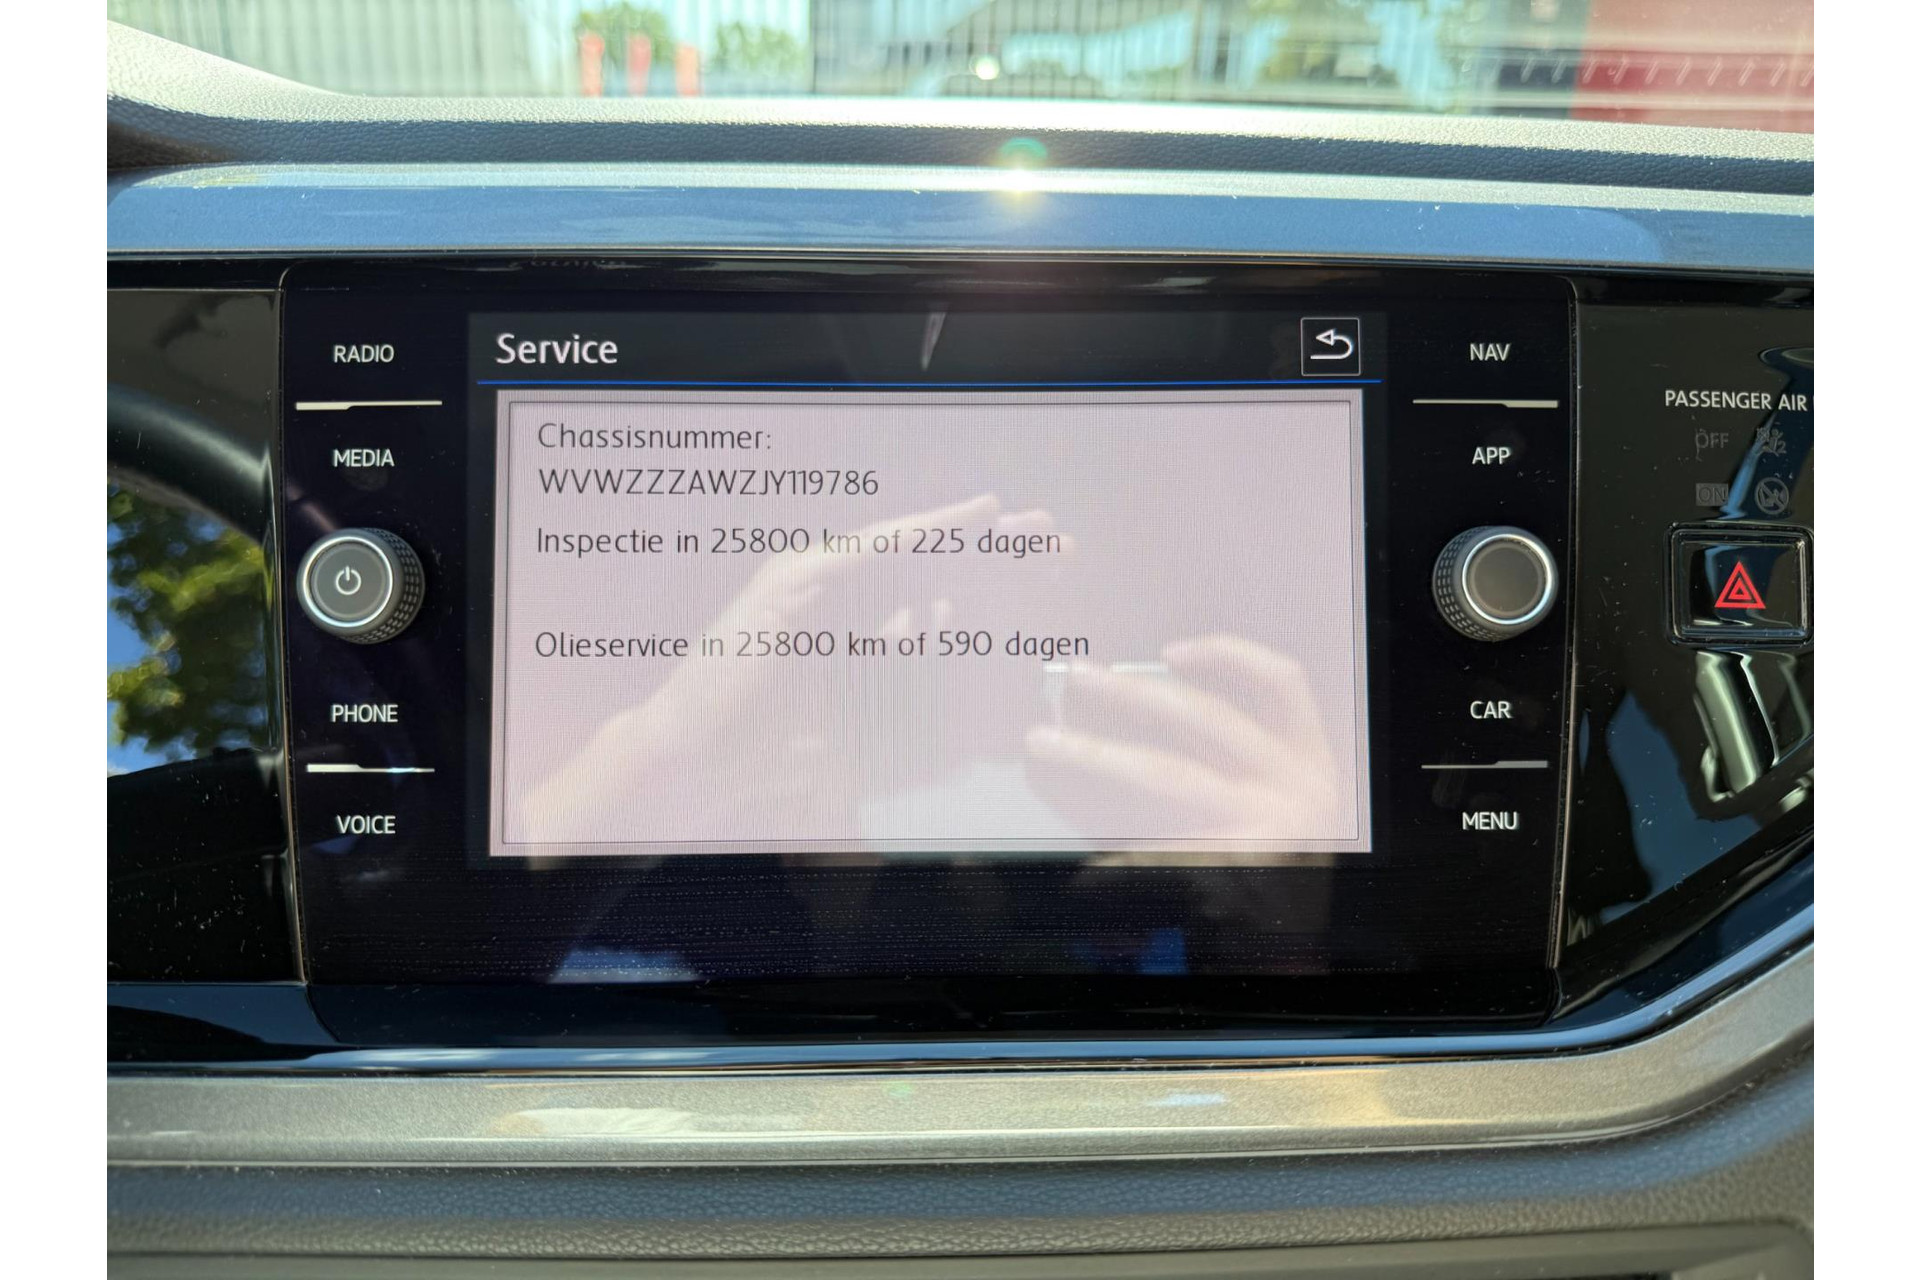 Service
Chassisnummer:
WVWZZZAWZJY119786
Inspectie in 25800 km of 225 dagen
Olieservice in 25800 km of 590 dagen
RADIO
MEDIA
PHONE
VOICE
NAV
APP
CAR
MENU
PASSENGER AIR
OFF
ON